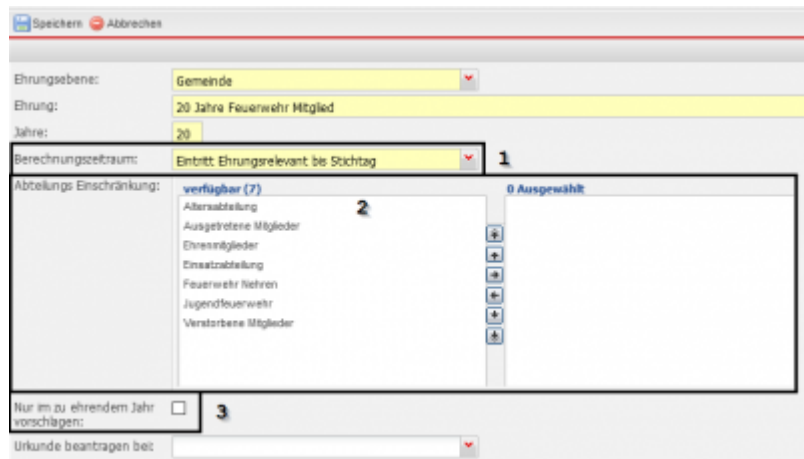 Speichern Abbrechen
Ehrungsebene: Gemeinde
Ehrung: 20 Jahre Feuerwehr Mitglied
Jahre: 20
Berechnungszeitraum: Eintritt Ehrungsrelevant bis Stichtag 1
Abteilungs Einschränkung: verfügbar (7) 0 Ausgewählt
Altersabteilung 2
Ausgetretene Mitglieder
Ehrenmitglieder
Einsatzabteilung
Feuerwehr Nehren
Jugendfeuerwehr
Verstorbene Mitglieder
Nur im zu ehrendem Jahr
vorschlagen: 3
Urkunde beantragen bei: